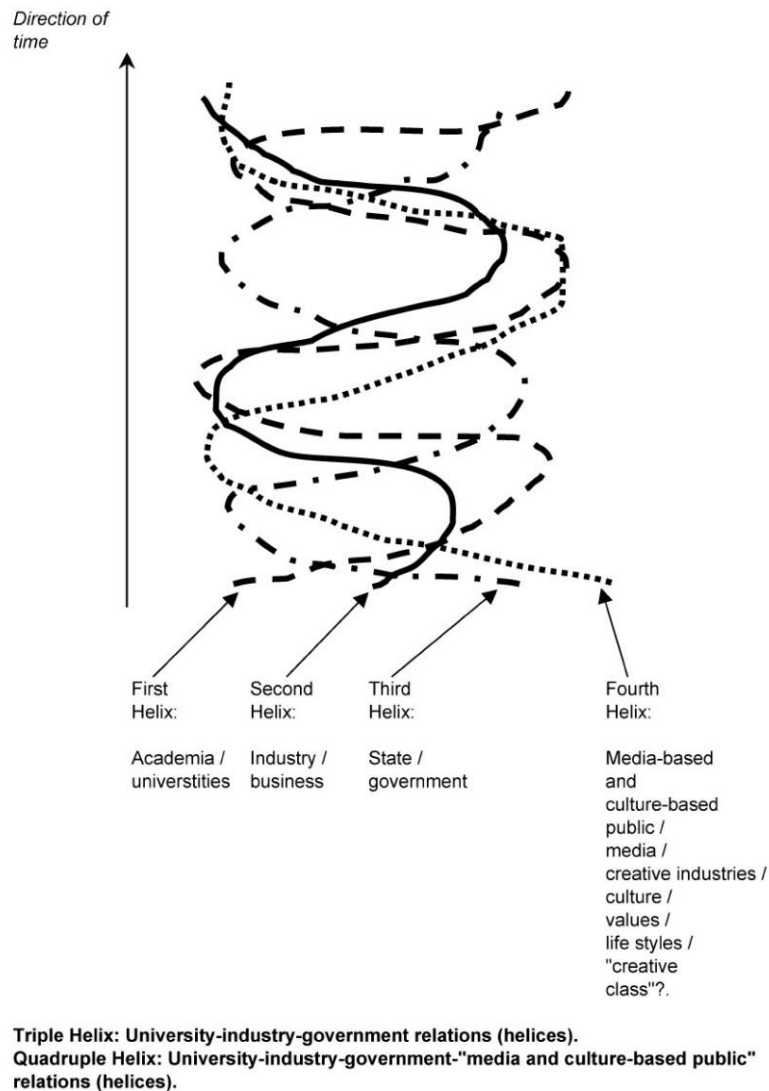 Direction of
time
First
Helix:
Academia /
universtities
Second
Helix:
Industry /
business
Third
Helix:
State /
government
Fourth
Helix:
Media-based
and
culture-based
public /
media /
creative industries /
culture /
values /
life styles /
"creative
class"?.
Triple Helix: University-industry-government relations (helices).
Quadruple Helix: University-industry-government-"media and culture-based public"
relations (helices).